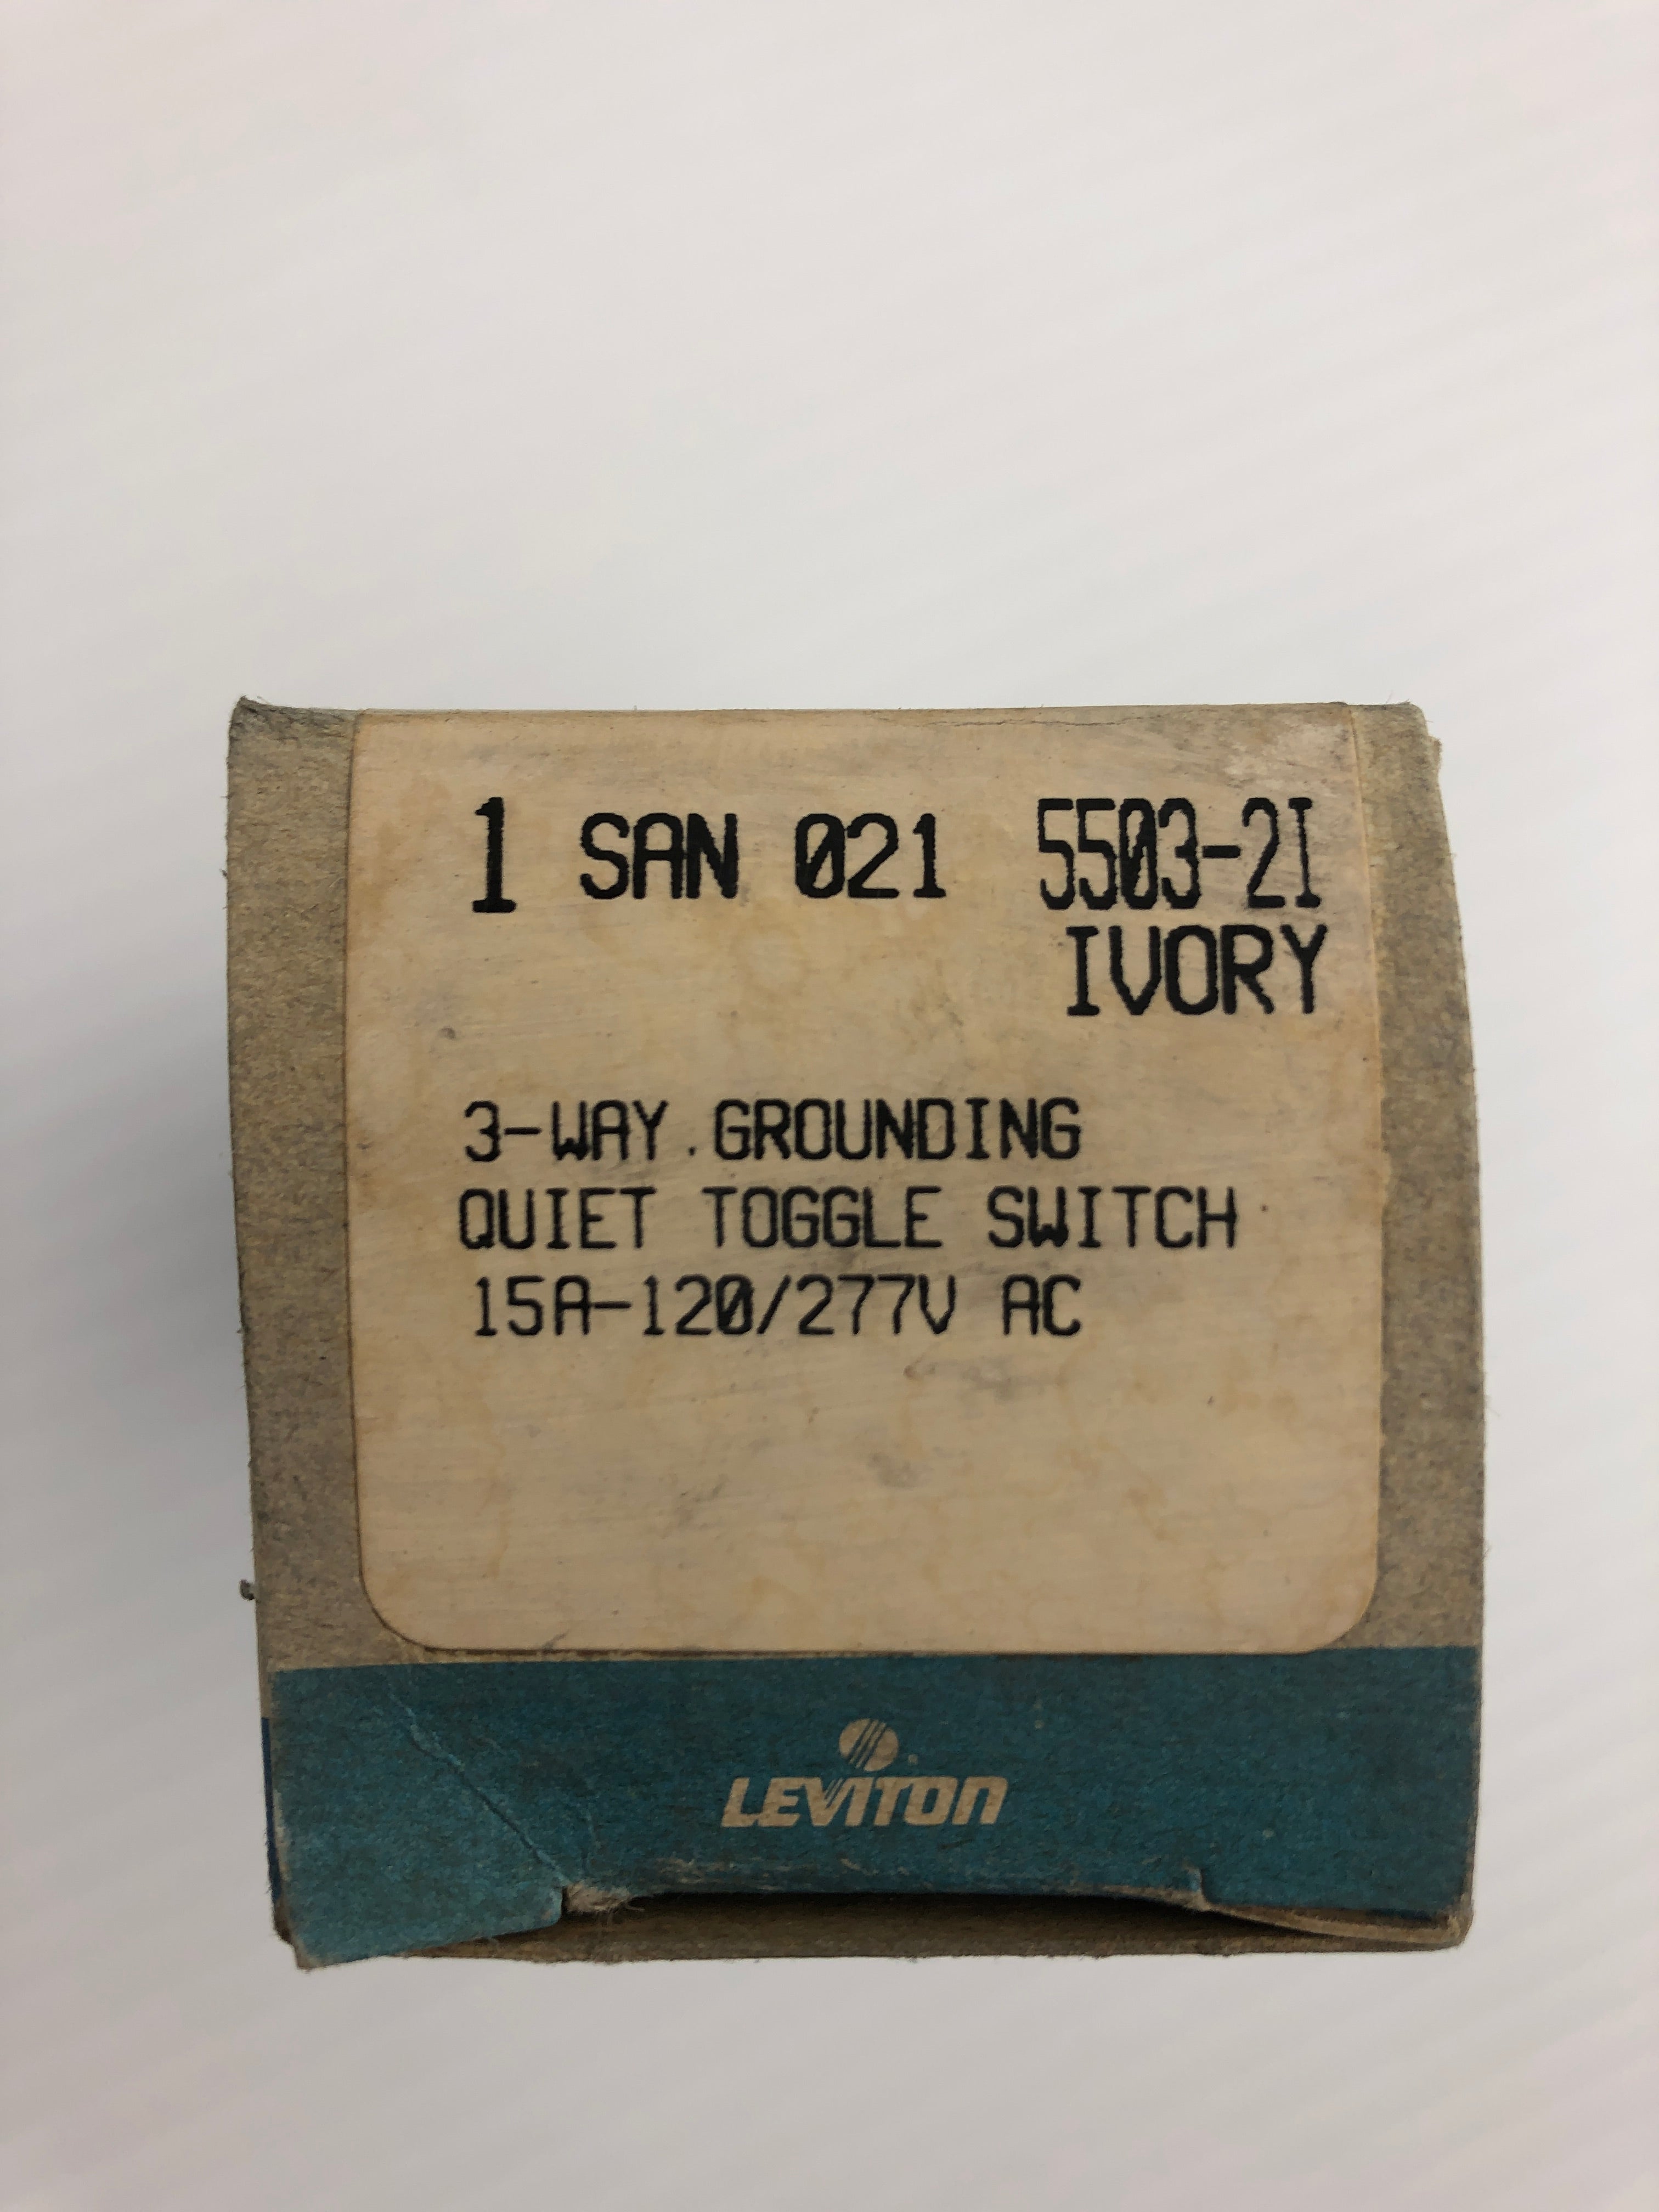 1 SAN 021 5503-2I
IVORY
3-WAY GROUNDING
QUIET TOGGLE SWITCH
15A-120/277V AC
LEVITON